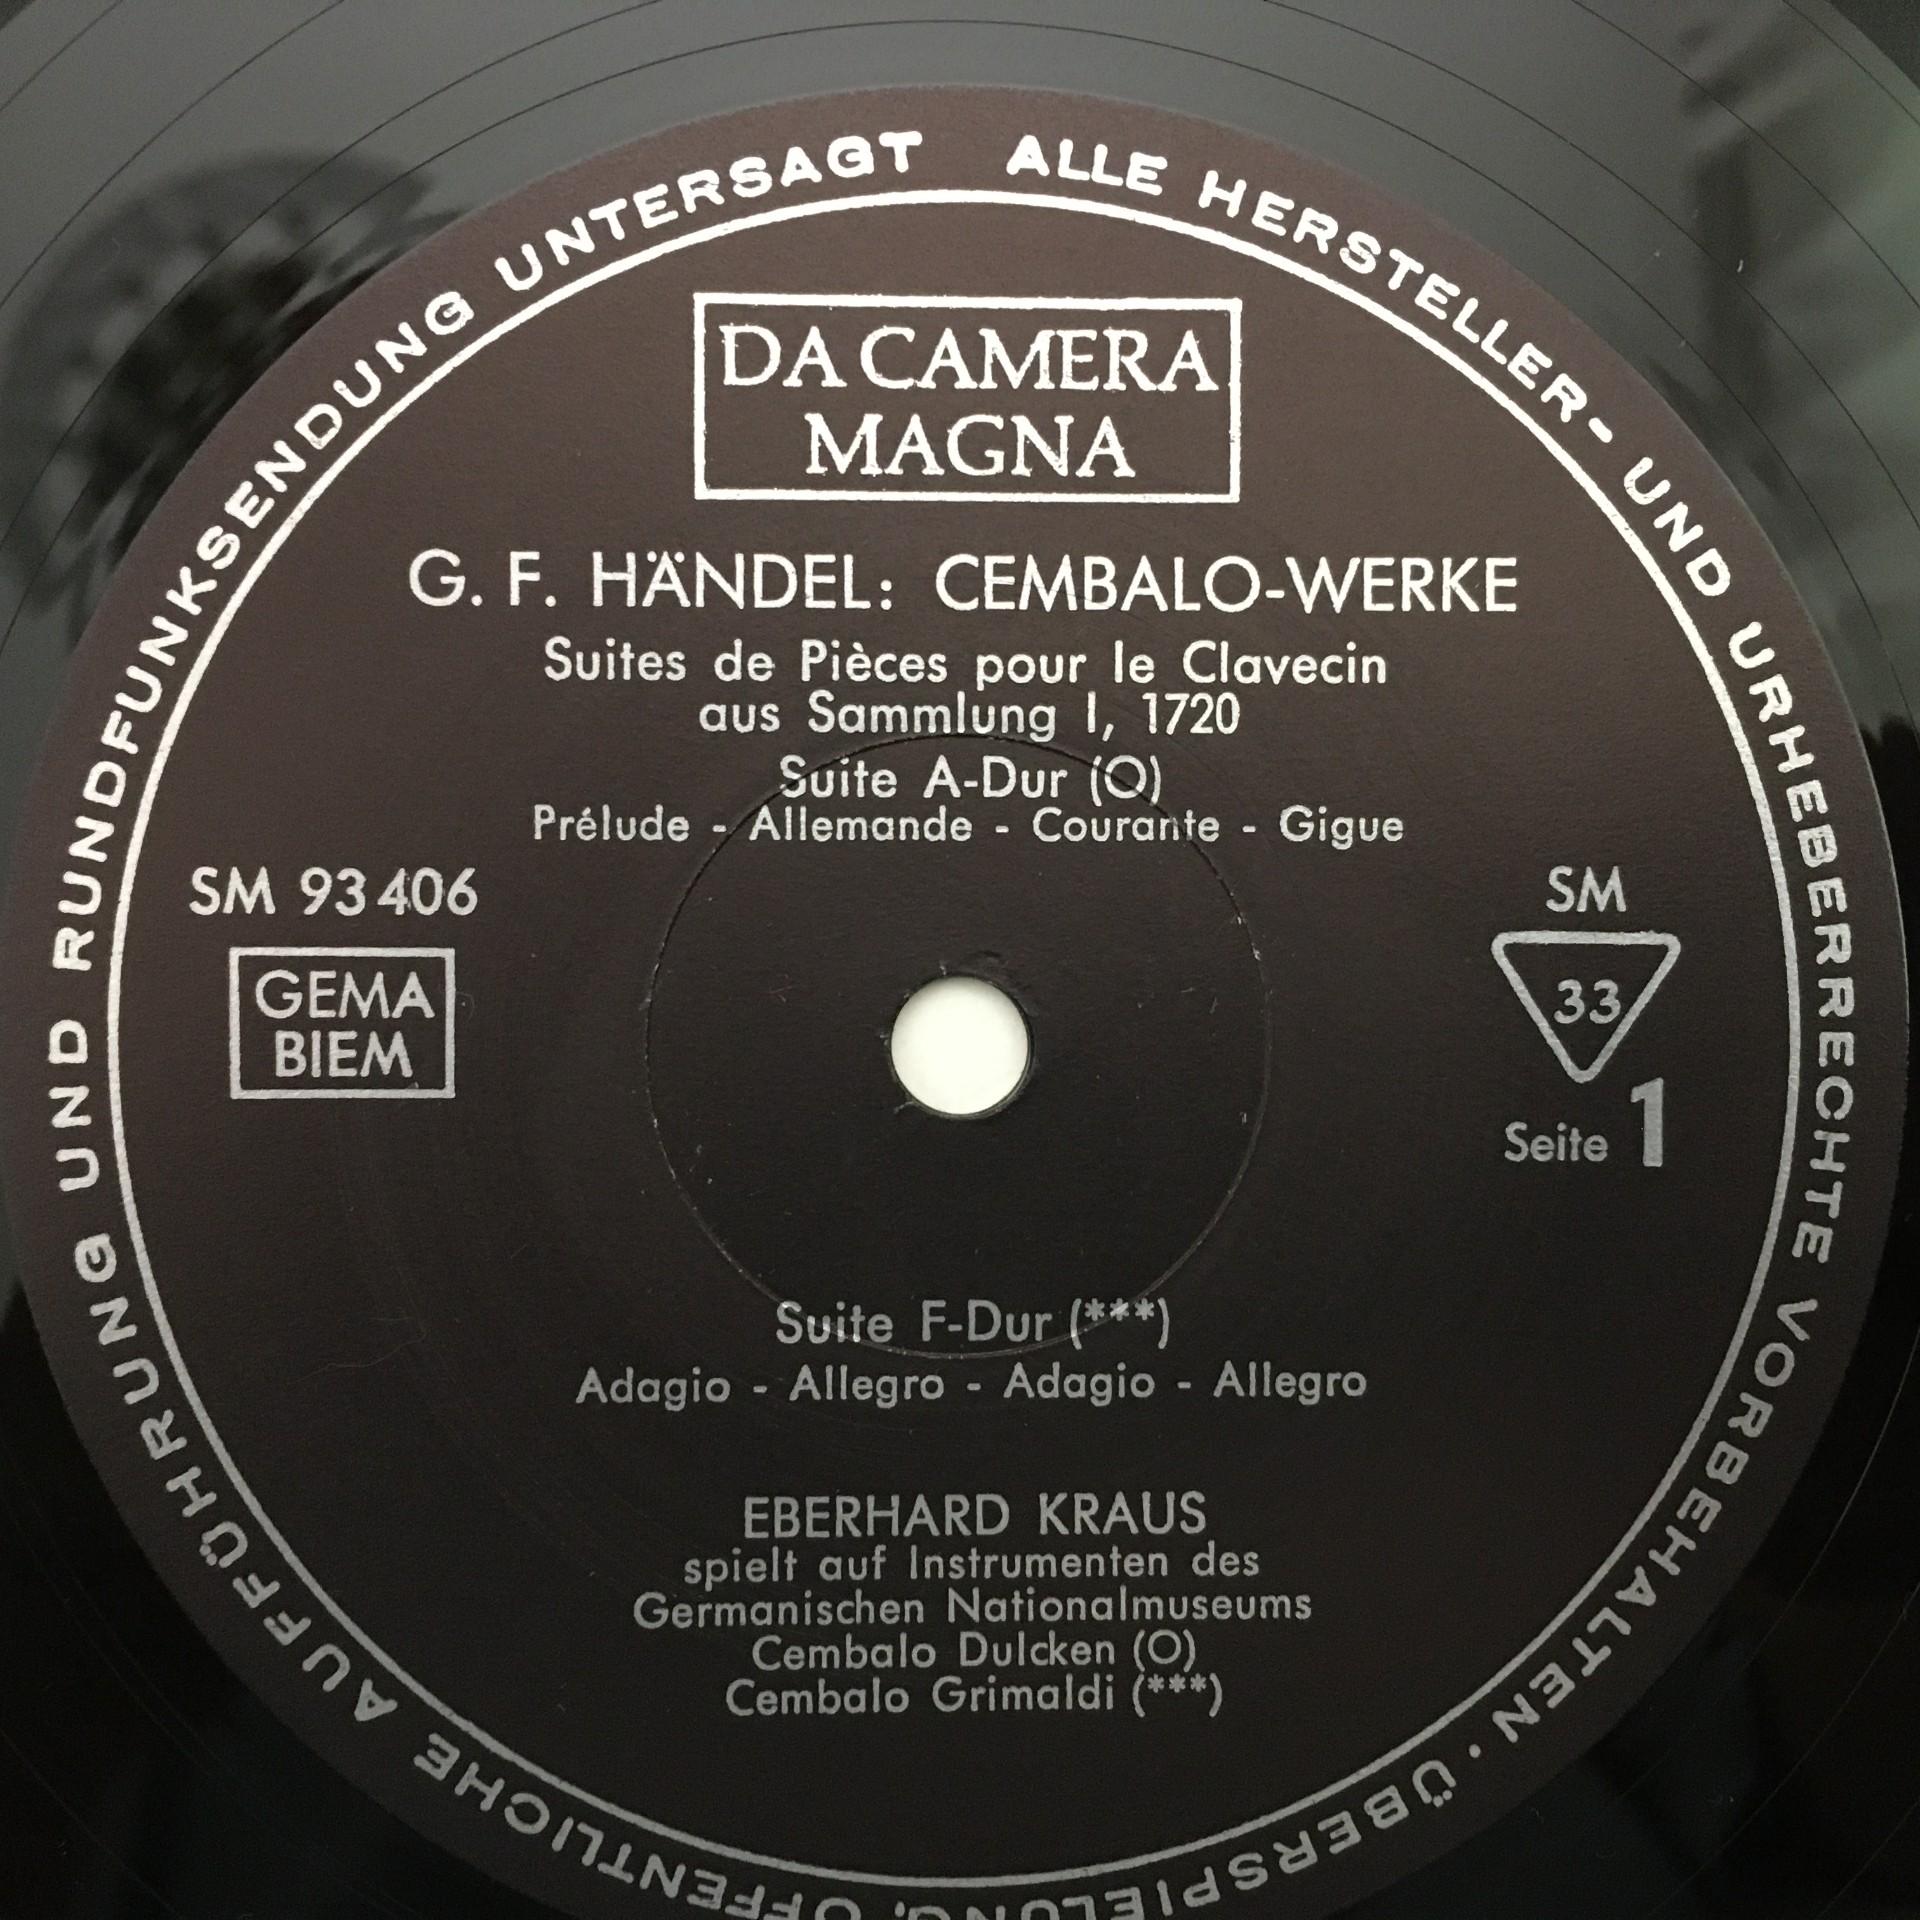 ALLE HERSTELLER- UND URHEBERRECHTE VORBEHALTEN · ÜBERSPIELUNG, ÖFFENTLICHE AUFFÜHRUNG UND RUNDFUNKSENDUNG UNTERSAGT
DA CAMERA
MAGNA
G. F. HÄNDEL: CEMBALO-WERKE
Suites de Pièces pour le Clavecin
aus Sammlung I, 1720
Suite A-Dur (O)
Prélude - Allemande - Courante - Gigue
SM 93 406
GEMA
BIEM
SM
33
Seite 1
Suite F-Dur (***)
Adagio - Allegro - Adagio - Allegro
EBERHARD KRAUS
spielt auf Instrumenten des
Germanischen Nationalmuseums
Cembalo Dulcken (O)
Cembalo Grimaldi (***)